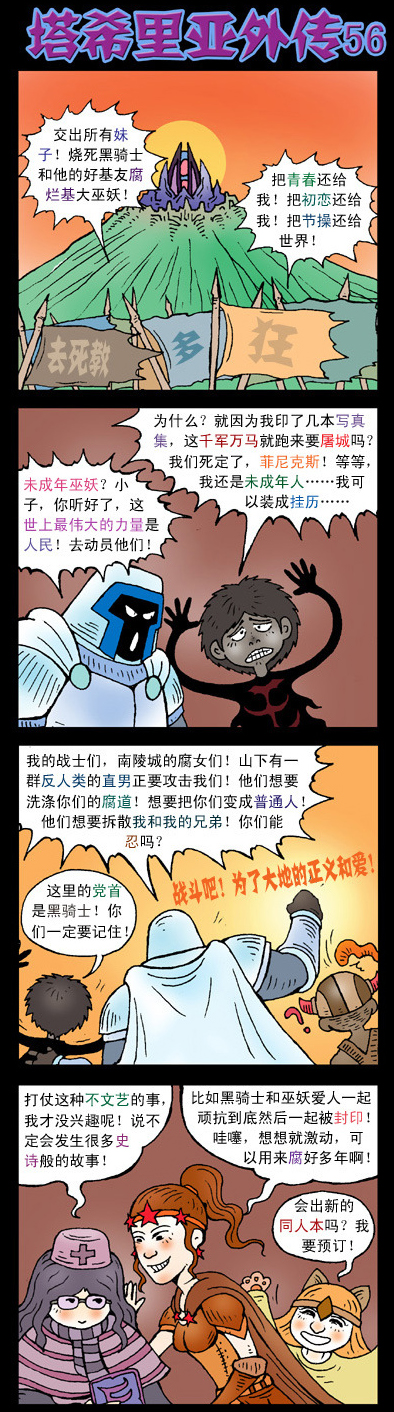 塔希里亚外传56
交出所有妹
子！烧死黑骑士
和他的好基友腐
烂基大巫妖！
把青春还给
我！把初恋还给
我！把节操还给
世界！
去死教
多
狂
为什么？就因为我印了几本写真
集，这千军万马就跑来要屠城吗？
我们死定了，菲尼克斯！等等，
我还是未成年人……我可
以装成挂历……
未成年巫妖？小
子，你听好了，这
世上最伟大的力量是
人民！去动员他们！
我的战士们，南陵城的腐女们！山下有一
群反人类的直男正要攻击我们！他们想要
洗涤你们的腐道！想要把你们变成普通人！
他们想要拆散我和我的兄弟！你们能
忍吗？
战斗吧！为了大地的正义和爱！
这里的党首
是黑骑士！你
们一定要记住！
?
打仗这种不文艺的事，
我才没兴趣呢！说不
定会发生很多史
诗般的故事！
比如黑骑士和巫妖爱人一起
顽抗到底然后一起被封印！
哇噻，想想就激动，可
以用来腐好多年啊！
会出新的
同人本吗？我
要预订！